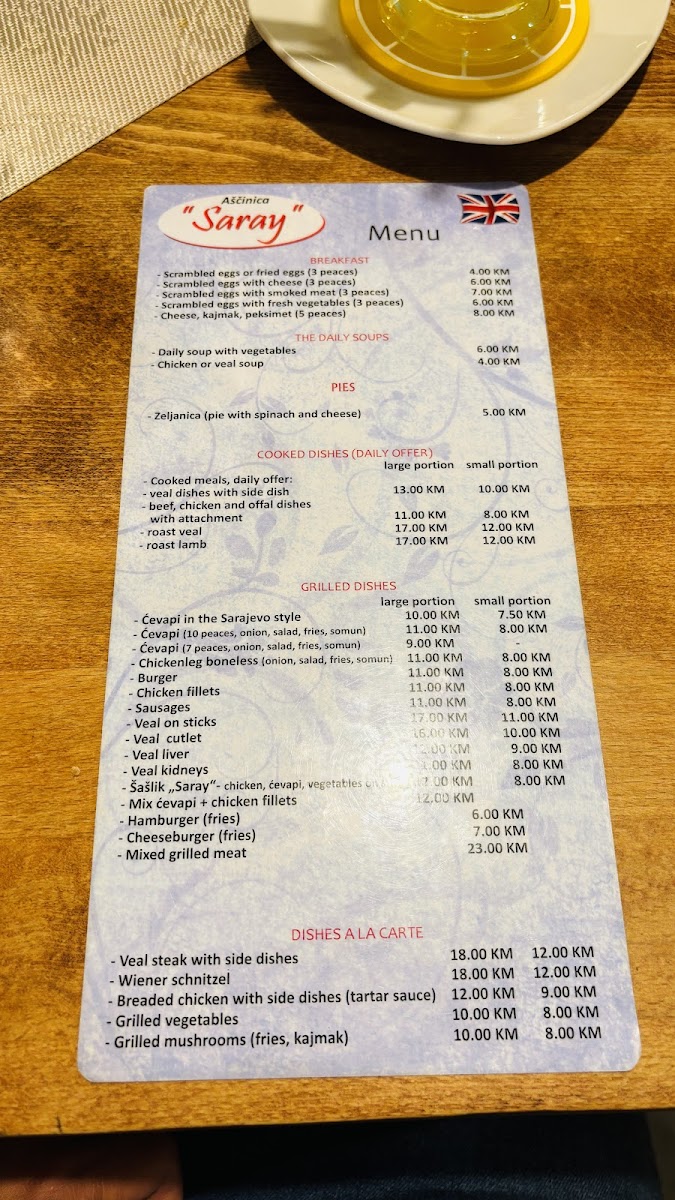 Aščinica
"Saray"
Menu
BREAKFAST
- Scrambled eggs or fried eggs (3 peaces) 4.00 KM
- Scrambled eggs with cheese (3 peaces) 6.00 KM
- Scrambled eggs with smoked meat (3 peaces) 7.00 KM
- Scrambled eggs with fresh vegetables (3 peaces) 6.00 KM
- Cheese, kajmak, peksimet (5 peaces) 8.00 KM
THE DAILY SOUPS
- Daily soup with vegetables 6.00 KM
- Chicken or veal soup 4.00 KM
PIES
- Zeljanica (pie with spinach and cheese) 5.00 KM
COOKED DISHES (DAILY OFFER)
large portion small portion
- Cooked meals, daily offer:
- veal dishes with side dish 13.00 KM 10.00 KM
- beef, chicken and offal dishes
with attachment 11.00 KM 8.00 KM
- roast veal 17.00 KM 12.00 KM
- roast lamb 17.00 KM 12.00 KM
GRILLED DISHES
large portion small portion
- Ćevapi in the Sarajevo style 10.00 KM 7.50 KM
- Ćevapi (10 peaces, onion, salad, fries, somun) 11.00 KM 8.00 KM
- Ćevapi (7 peaces, onion, salad, fries, somun) 9.00 KM -
- Chickenleg boneless (onion, salad, fries, somun) 11.00 KM 8.00 KM
- Burger 11.00 KM 8.00 KM
- Chicken fillets 11.00 KM 8.00 KM
- Sausages 11.00 KM 8.00 KM
- Veal on sticks 17.00 KM 11.00 KM
- Veal cutlet 16.00 KM 10.00 KM
- Veal liver 12.00 KM 9.00 KM
- Veal kidneys KM 8.00 KM
- Šašlik „Saray“- chicken, ćevapi, vegetables on KM 8.00 KM
- Mix ćevapi + chicken fillets 12.00 KM
- Hamburger (fries) 6.00 KM
- Cheeseburger (fries) 7.00 KM
- Mixed grilled meat 23.00 KM
DISHES A LA CARTE
- Veal steak with side dishes 18.00 KM 12.00 KM
- Wiener schnitzel 18.00 KM 12.00 KM
- Breaded chicken with side dishes (tartar sauce) 12.00 KM 9.00 KM
- Grilled vegetables 10.00 KM 8.00 KM
- Grilled mushrooms (fries, kajmak) 10.00 KM 8.00 KM